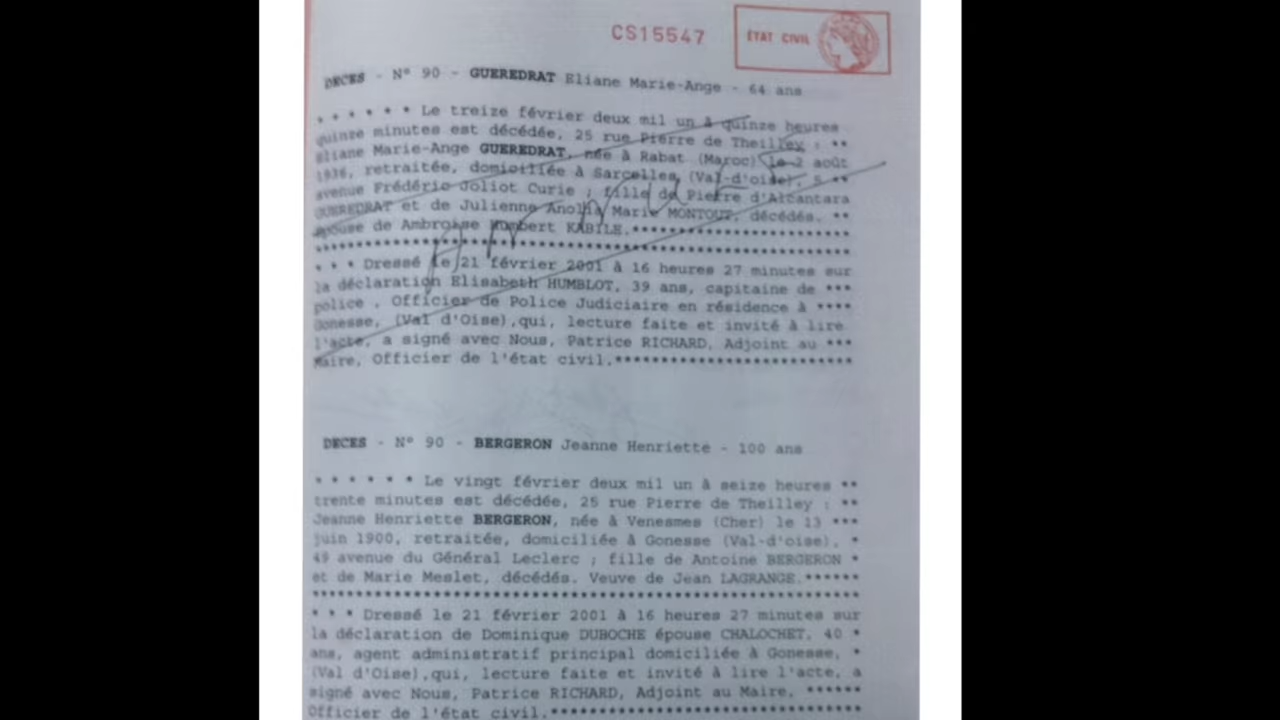 CS15547
ETAT CIVIL
DECES - N° 90 - GUEREDRAT Eliane Marie-Ange - 64 ans
* * * * * * Le treize février deux mil un à quinze heures
quinze minutes est décédée, 25 rue Pierre de Theilley : **
Eliane Marie-Ange GUEREDRAT, née à Rabat (Maroc) le 2 août
1936, retraitée, domiciliée à Sarcelles (Val-d'oise), 5 **
avenue Frédéric Joliot Curie ; fille de Pierre d'Alcantara
GUEREDRAT et de Julienne Marie décédés. **
épouse de Ambroise Humbert KABILE.***********************
********************************************************
* * * Dressé le 21 février 2001 à 16 heures 27 minutes sur
la déclaration Elisabeth HUMBLOT, 39 ans, capitaine de ***
police , Officier de Police Judiciaire en résidence à ****
Gonesse, (Val d'Oise),qui, lecture faite et invité à lire
l'acte, a signé avec Nous, Patrice RICHARD, Adjoint au ***
Maire, Officier de l'état civil.*************************
DECES - N° 90 - BERGERON Jeanne Henriette - 100 ans
* * * * * * Le vingt février deux mil un à seize heures **
trente minutes est décédée, 25 rue Pierre de Theilley : **
Jeanne Henriette BERGERON, née à Venesmes (Cher) le 13 ***
juin 1900, retraitée, domiciliée à Gonesse (Val-d'oise), *
49 avenue du Général Leclerc ; fille de Antoine BERGERON *
et de Marie Meslet, décédés. Veuve de Jean LAGRANGE.******
**********************************************************
* * * Dressé le 21 février 2001 à 16 heures 27 minutes sur
la déclaration de Dominique DUBOCHE épouse CHALOCHET, 40 *
ans, agent administratif principal domiciliée à Gonesse, *
(Val d'Oise),qui, lecture faite et invité à lire l'acte, a
signé avec Nous, Patrice RICHARD, Adjoint au Maire, ******
Officier de l'état civil.*********************************